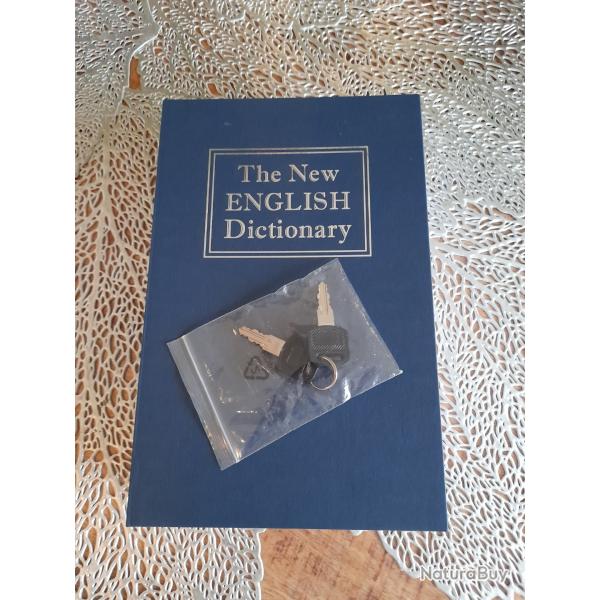 The New
ENGLISH
Dictionary
NaturaBuy